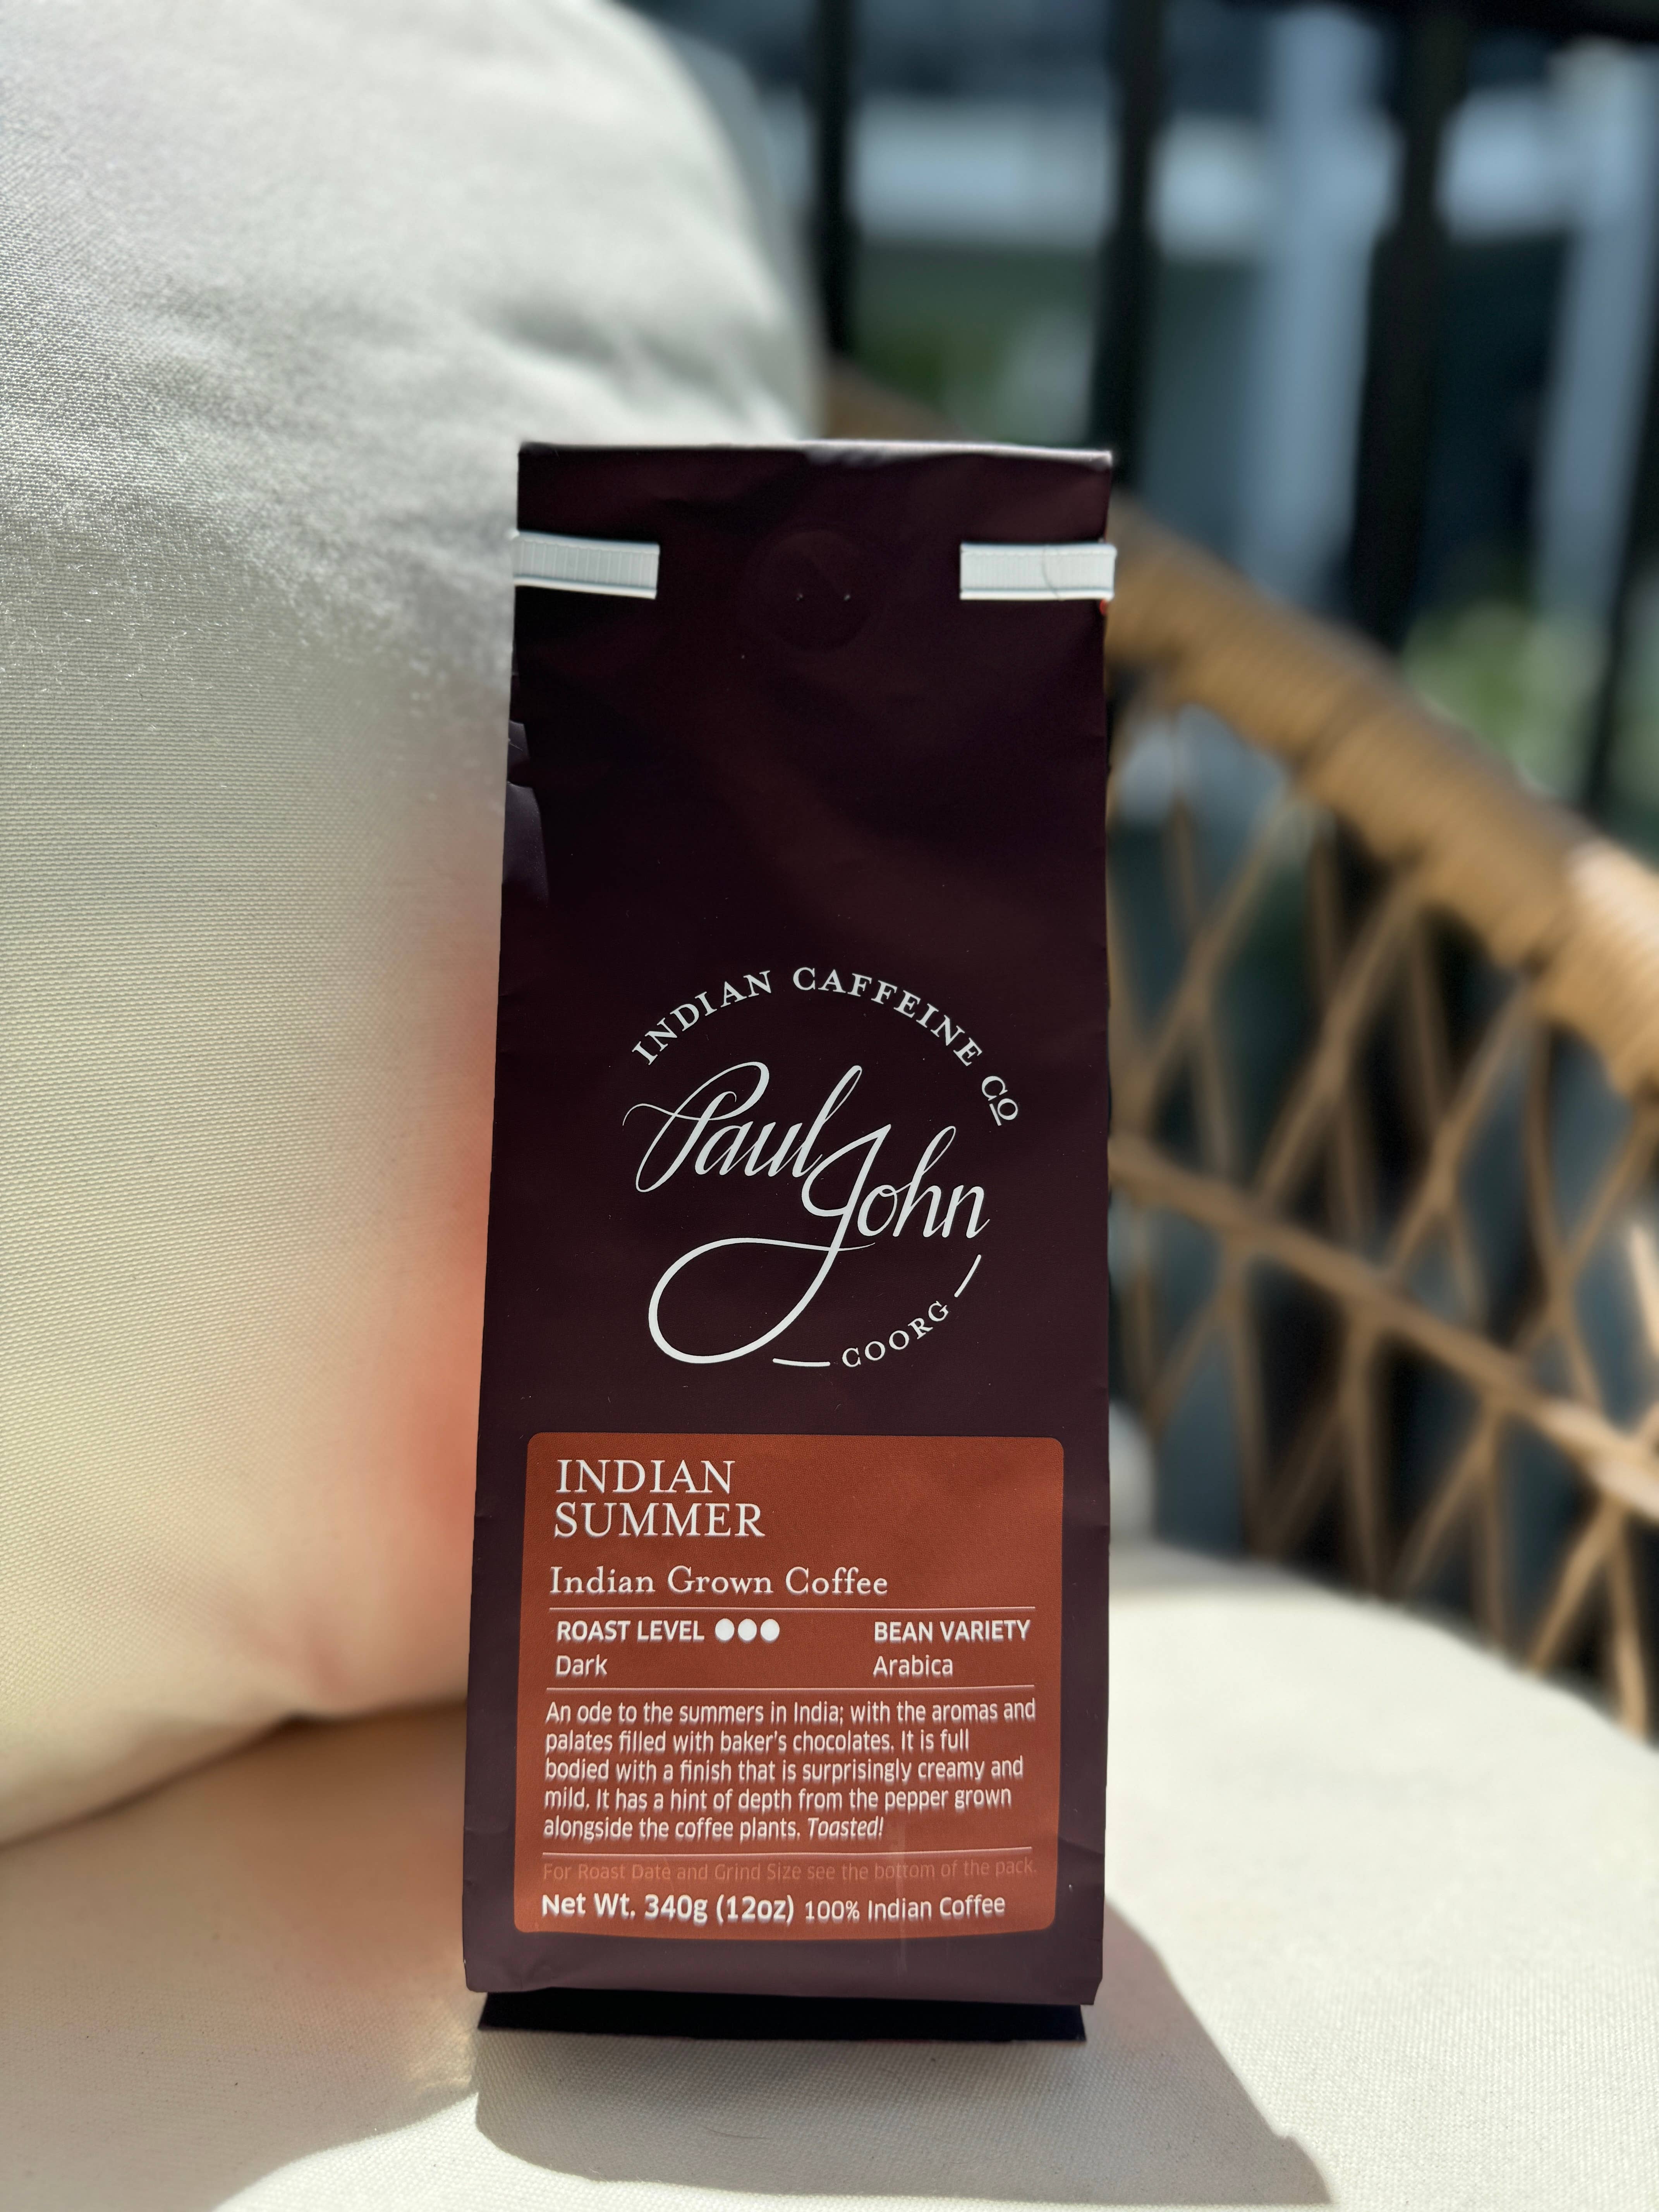 INDIAN CAFFEINE CO
Paul John
COORG
INDIAN
SUMMER
Indian Grown Coffee
ROAST LEVEL BEAN VARIETY
Dark Arabica
An ode to the summers in India; with the aromas and
palates filled with baker's chocolates. It is full
bodied with a finish that is surprisingly creamy and
mild. It has a hint of depth from the pepper grown
alongside the coffee plants. Toasted!
For Roast Date and Grind Size see the bottom of the pack.
Net Wt. 340g (12oz) 100% Indian Coffee